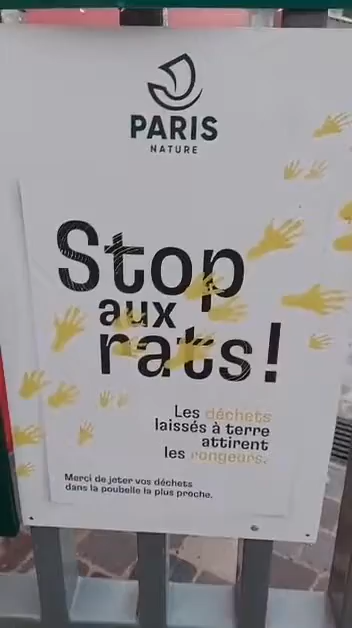 PARIS
NATURE
Stop
aux
rats!
Les déchets
laissés à terre
attirent
les rongeurs.
Merci de jeter vos déchets
dans la poubelle la plus proche.